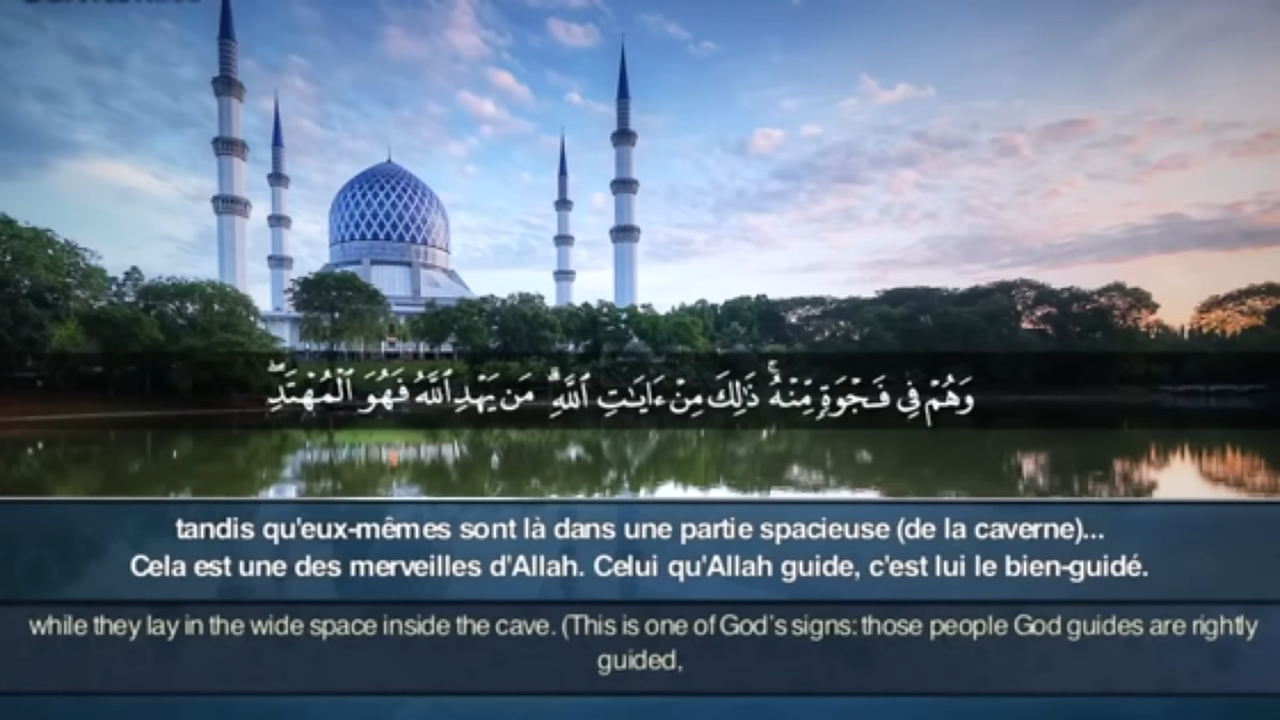 وَهُمْ فِى فَجْوَةٍ مِّنْهُ ۚ ذَٰلِكَ مِنْ ءَايَـٰتِ ٱللَّهِ ۗ مَن يَهْدِ ٱللَّهُ فَهُوَ ٱلْمُهْتَدِ ۖ
tandis qu'eux-mêmes sont là dans une partie spacieuse (de la caverne)...
Cela est une des merveilles d'Allah. Celui qu'Allah guide, c'est lui le bien-guidé.
while they lay in the wide space inside the cave. (This is one of God's signs: those people God guides are rightly
guided,